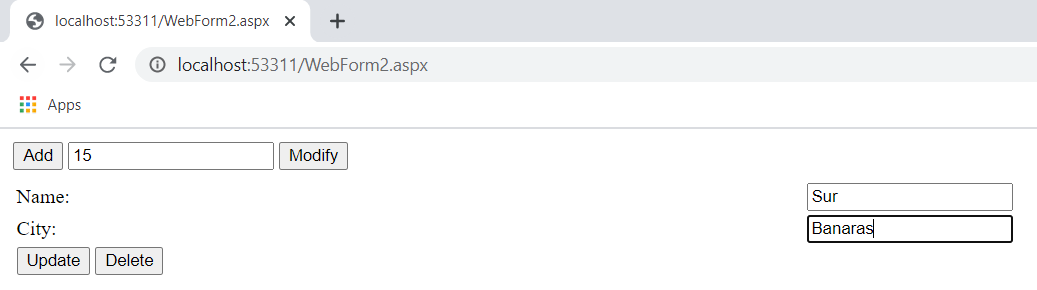 localhost:53311/WebForm2.aspx
localhost:53311/WebForm2.aspx
Apps
Add 15 Modify
Name: Sur
City: Banaras
Update Delete